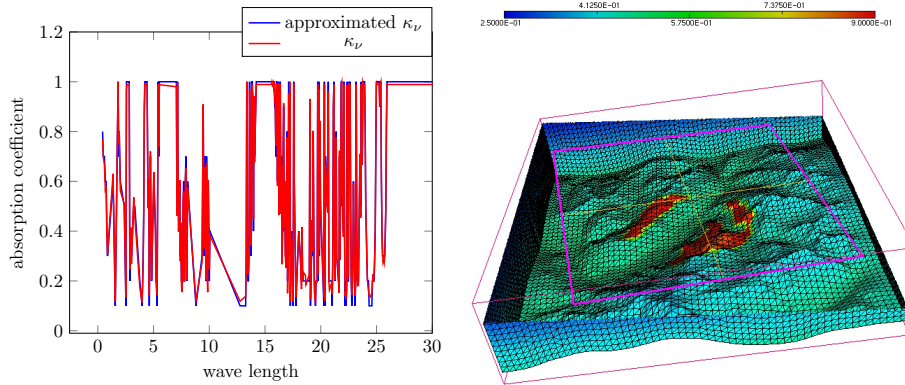 approximated κν
κν
1.2
1
0.8
0.6
0.4
0.2
0
0
5
10
15
20
25
30
absorption coefficient
wave length
4.1250E-01
7.3750E-01
2.5000E-01
5.7500E-01
9.0000E-01